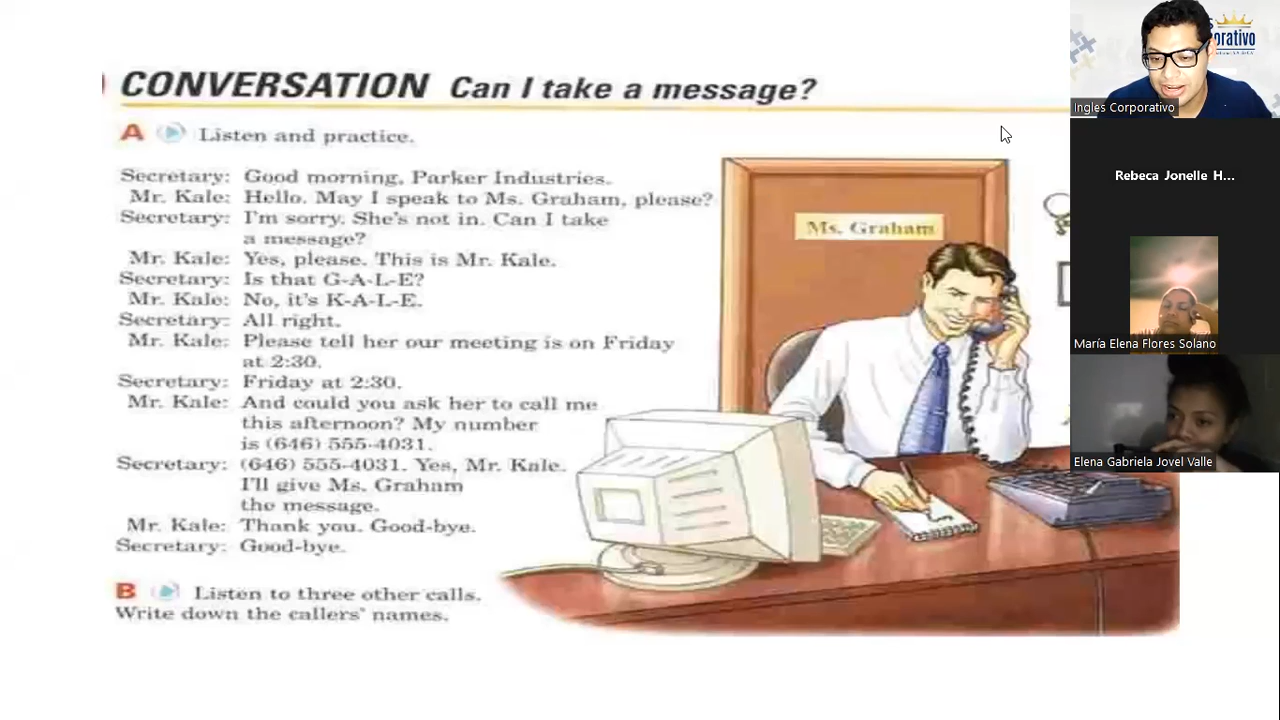 CONVERSATION Can I take a message?
A Listen and practice.
Secretary: Good morning, Parker Industries.
Mr. Kale: Hello. May I speak to Ms. Graham, please?
Secretary: I'm sorry. She's not in. Can I take
a message?
Mr. Kale: Yes, please. This is Mr. Kale.
Secretary: Is that G-A-L-E?
Mr. Kale: No, it's K-A-L-E.
Secretary: All right.
Mr. Kale: Please tell her our meeting is on Friday
at 2:30.
Secretary: Friday at 2:30.
Mr. Kale: And could you ask her to call me
this afternoon? My number
is (646) 555-4031.
Secretary: (646) 555-4031. Yes, Mr. Kale.
I'll give Ms. Graham
the message.
Mr. Kale: Thank you. Good-bye.
Secretary: Good-bye.
B Listen to three other calls.
Write down the callers' names.
Ms. Graham
Ingles Corporativo
Rebeca Jonelle H...
María Elena Flores Solano
Elena Gabriela Jovel Valle